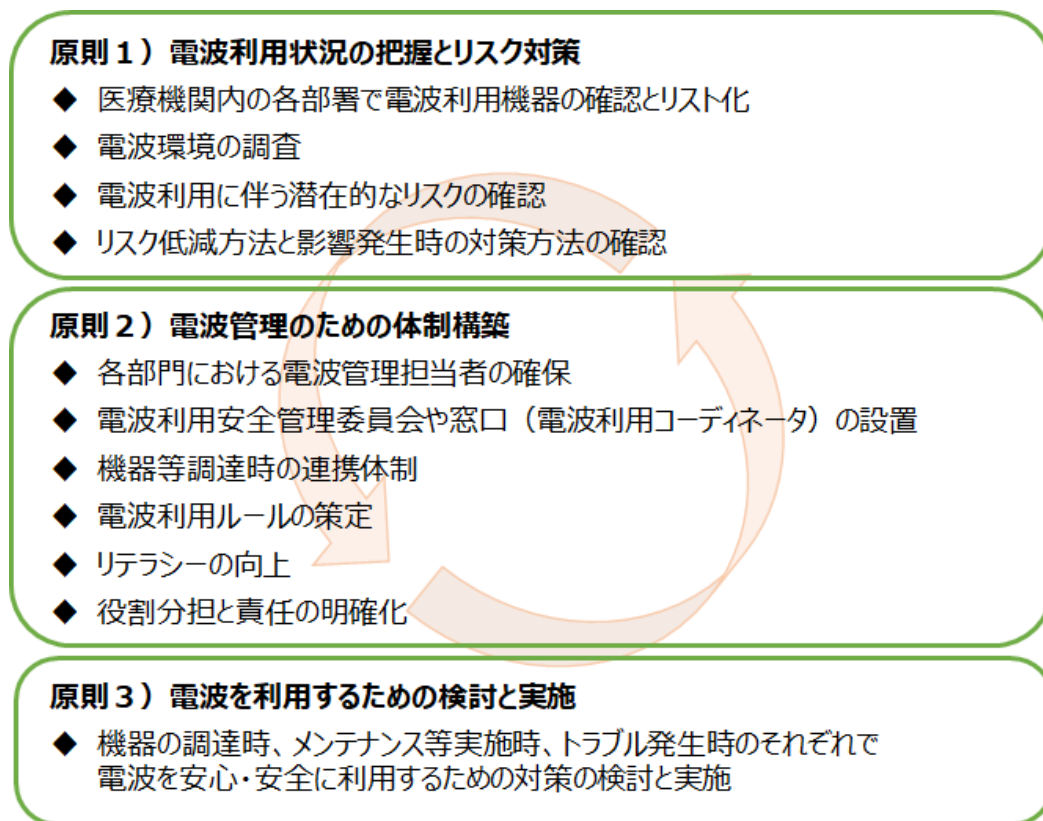 原則１）電波利用状況の把握とリスク対策
◆ 医療機関内の各部署で電波利用機器の確認とリスト化
◆ 電波環境の調査
◆ 電波利用に伴う潜在的なリスクの確認
◆ リスク低減方法と影響発生時の対策方法の確認
原則２）電波管理のための体制構築
◆ 各部門における電波管理担当者の確保
◆ 電波利用安全管理委員会や窓口（電波利用コーディネータ）の設置
◆ 機器等調達時の連携体制
◆ 電波利用ルールの策定
◆ リテラシーの向上
◆ 役割分担と責任の明確化
原則３）電波を利用するための検討と実施
◆ 機器の調達時、メンテナンス等実施時、トラブル発生時のそれぞれで
電波を安心・安全に利用するための対策の検討と実施